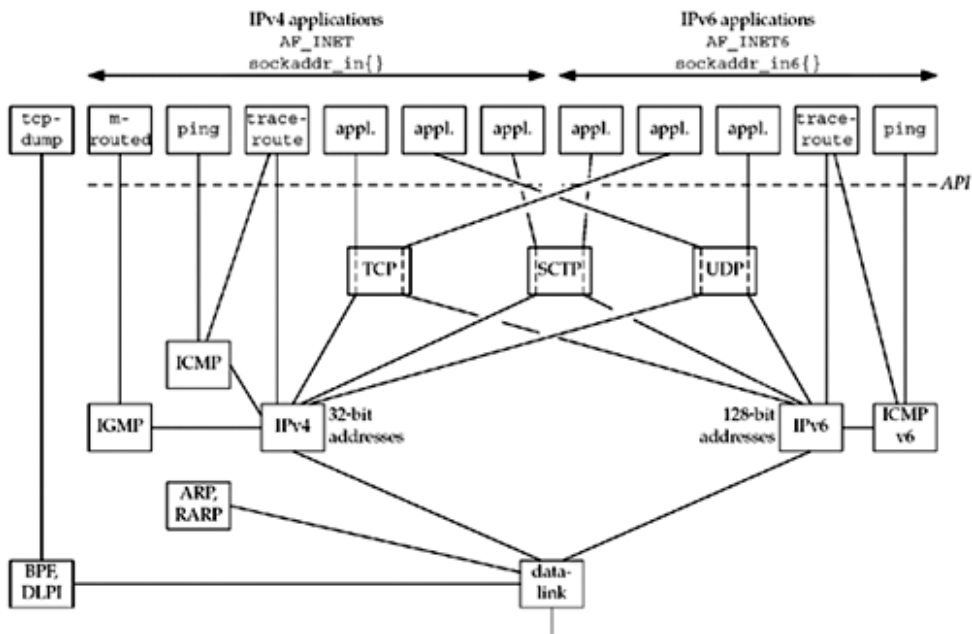 IPv4 applications
AF_INET
sockaddr_in{}
IPv6 applications
AF_INET6
sockaddr_in6{}
tcp-
dump
m-
routed
ping
trace-
route
appl.
appl.
appl.
appl.
appl.
appl.
trace-
route
ping
API
TCP
SCTP
UDP
ICMP
IGMP
IPv4
32-bit
addresses
128-bit
addresses
IPv6
ICMP
v6
ARP,
RARP
BPF,
DLPI
data-
link